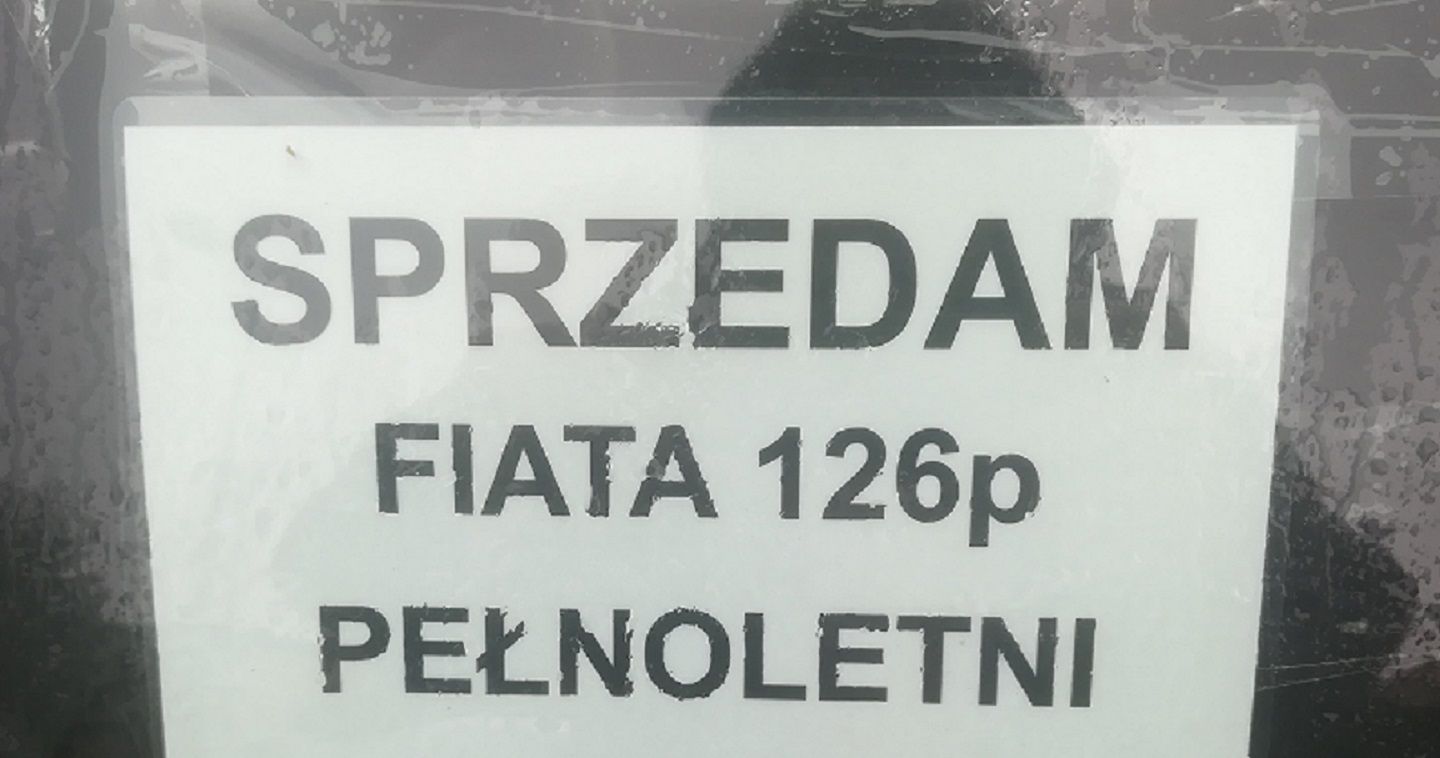 SPRZEDAM
FIATA 126p
PEŁNOLETNI